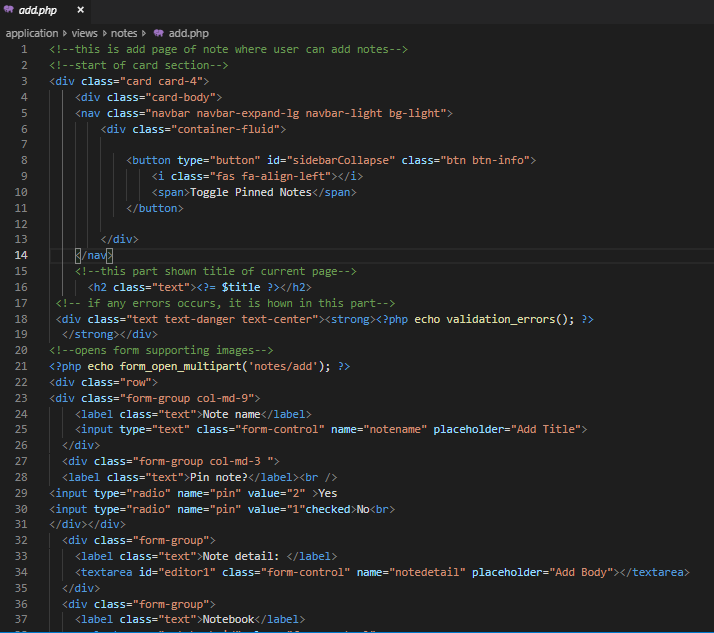 add.php ×
application views notes add.php
1 <!--this is add page of note where user can add notes-->
2 <!--start of card section-->
3 <div class="card card-4">
4 <div class="card-body">
5 <nav class="navbar navbar-expand-lg navbar-light bg-light">
6 <div class="container-fluid">
7
8 <button type="button" id="sidebarCollapse" class="btn btn-info">
9 <i class="fas fa-align-left"></i>
10 <span>Toggle Pinned Notes</span>
11 </button>
12
13 </div>
14 </nav>
15 <!--this part shown title of current page-->
16 <h2 class="text"><?= $title ?></h2>
17 <!-- if any errors occurs, it is hown in this part-->
18 <div class="text text-danger text-center"><strong><?php echo validation_errors(); ?>
19 </strong></div>
20 <!--opens form supporting images-->
21 <?php echo form_open_multipart('notes/add'); ?>
22 <div class="row">
23 <div class="form-group col-md-9">
24 <label class="text">Note name</label>
25 <input type="text" class="form-control" name="notename" placeholder="Add Title">
26 </div>
27 <div class="form-group col-md-3 ">
28 <label class="text">Pin note?</label><br />
29 <input type="radio" name="pin" value="2" >Yes
30 <input type="radio" name="pin" value="1"checked>No<br>
31 </div></div>
32 <div class="form-group">
33 <label class="text">Note detail: </label>
34 <textarea id="editor1" class="form-control" name="notedetail" placeholder="Add Body"></textarea>
35 </div>
36 <div class="form-group">
37 <label class="text">Notebook</label>